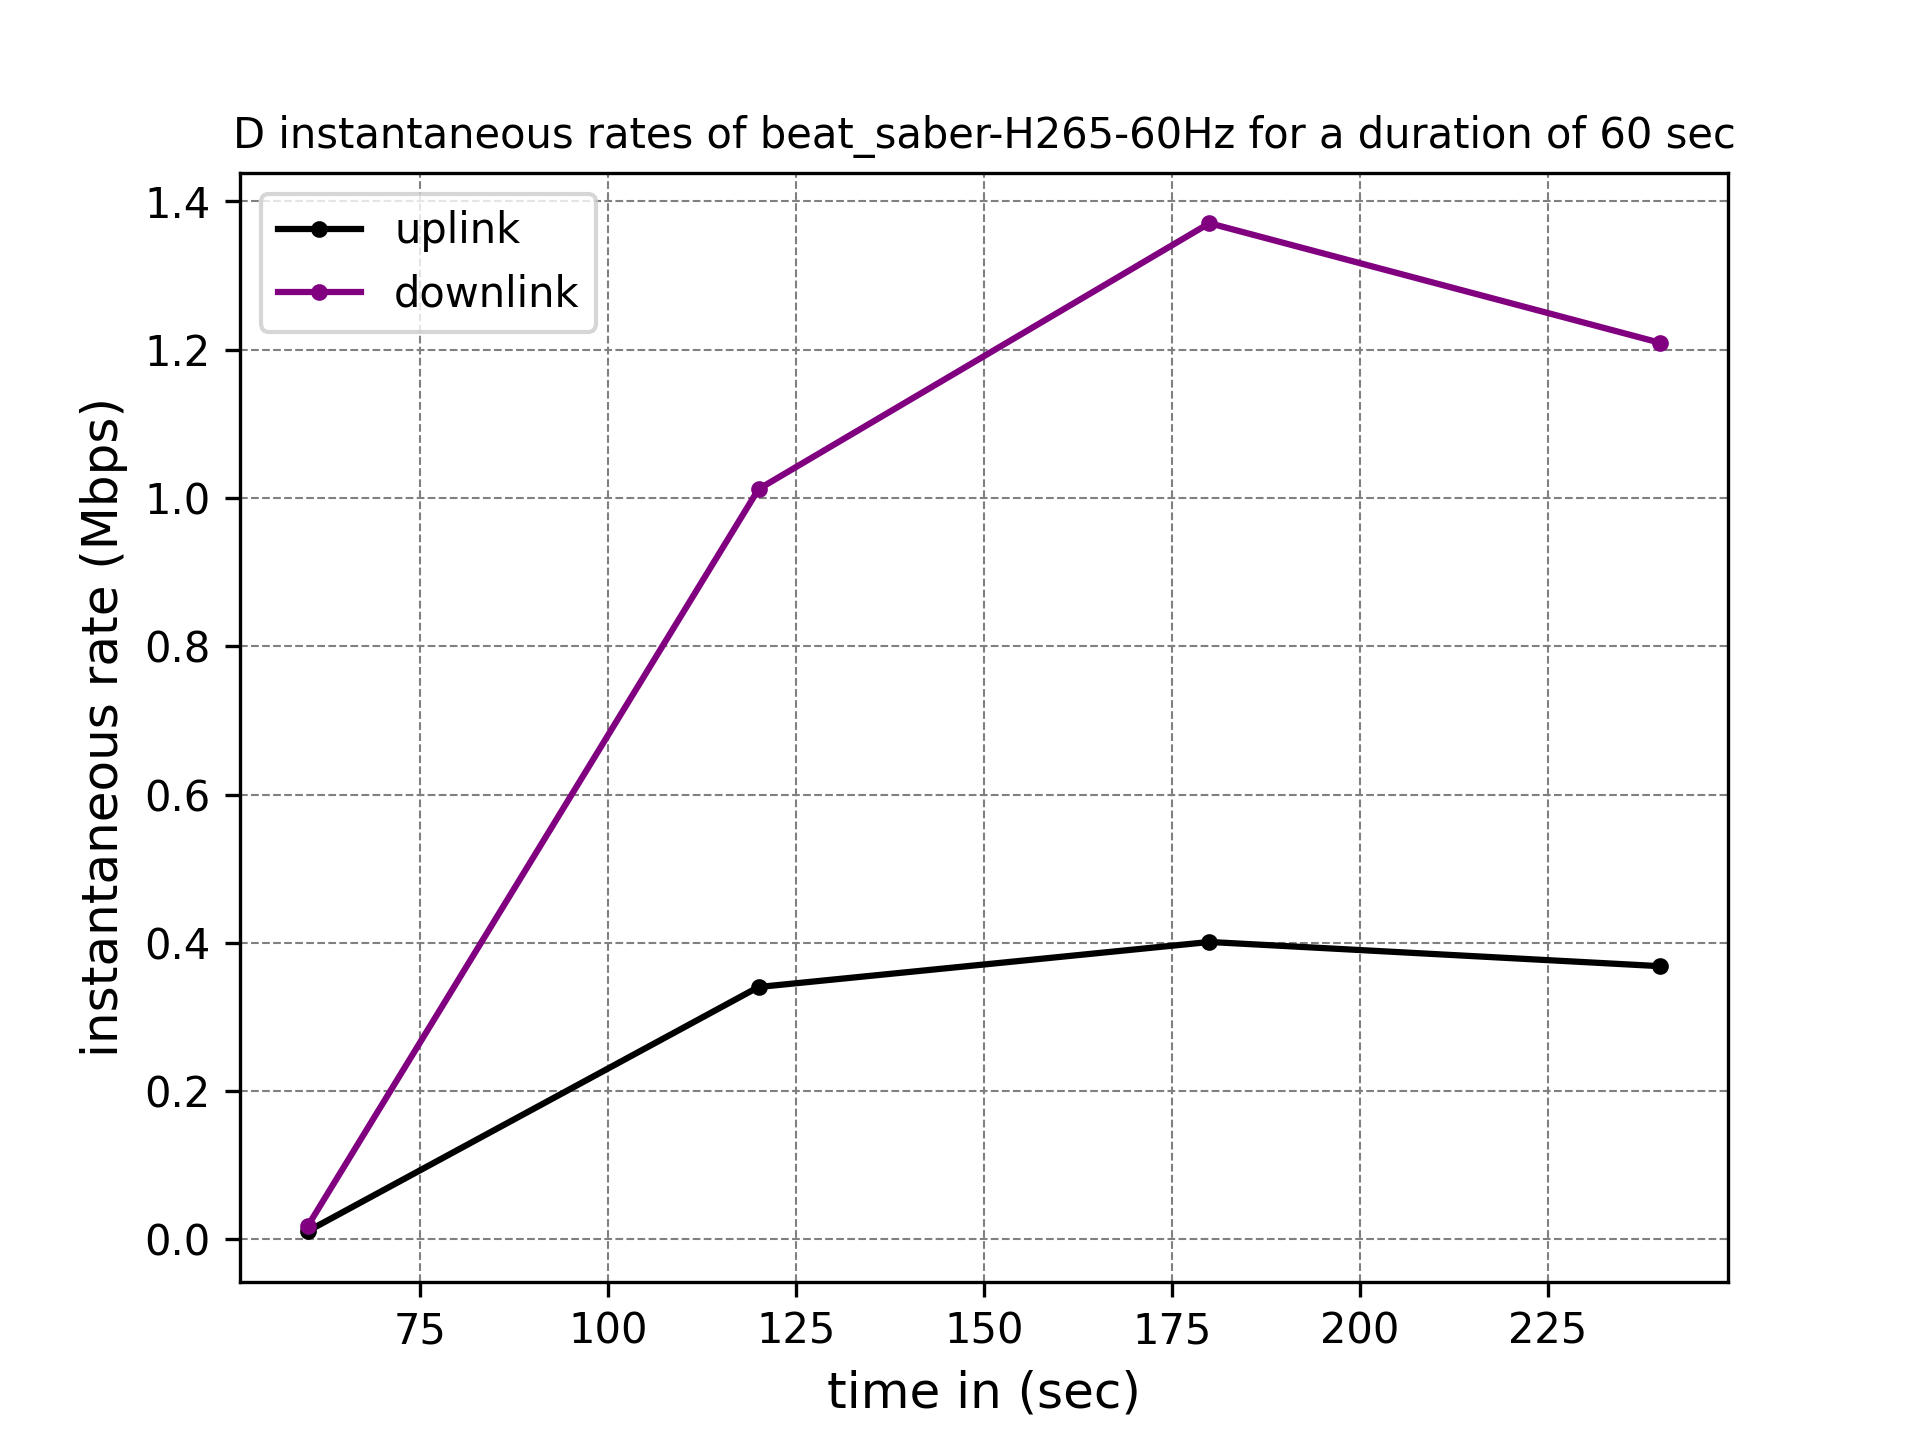 D instantaneous rates of beat_saber-H265-60Hz for a duration of 60 sec
uplink
downlink
instantaneous rate (Mbps)
1.4
1.2
1.0
0.8
0.6
0.4
0.2
0.0
75 100 125 150 175 200 225
time in (sec)